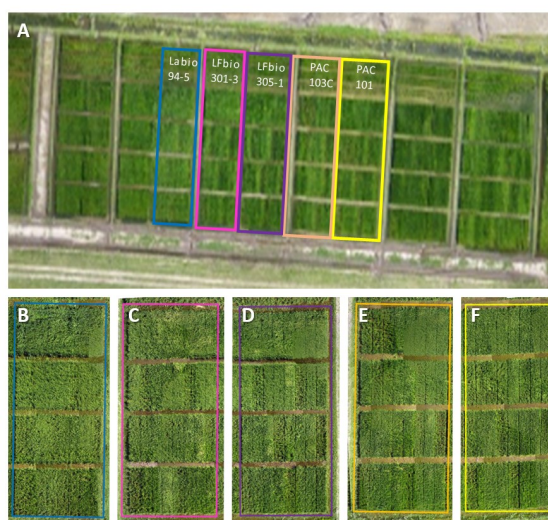 A
Labio LFbio LFbio PAC PAC
94-5 301-3 305-1 103C 101
B C D E F